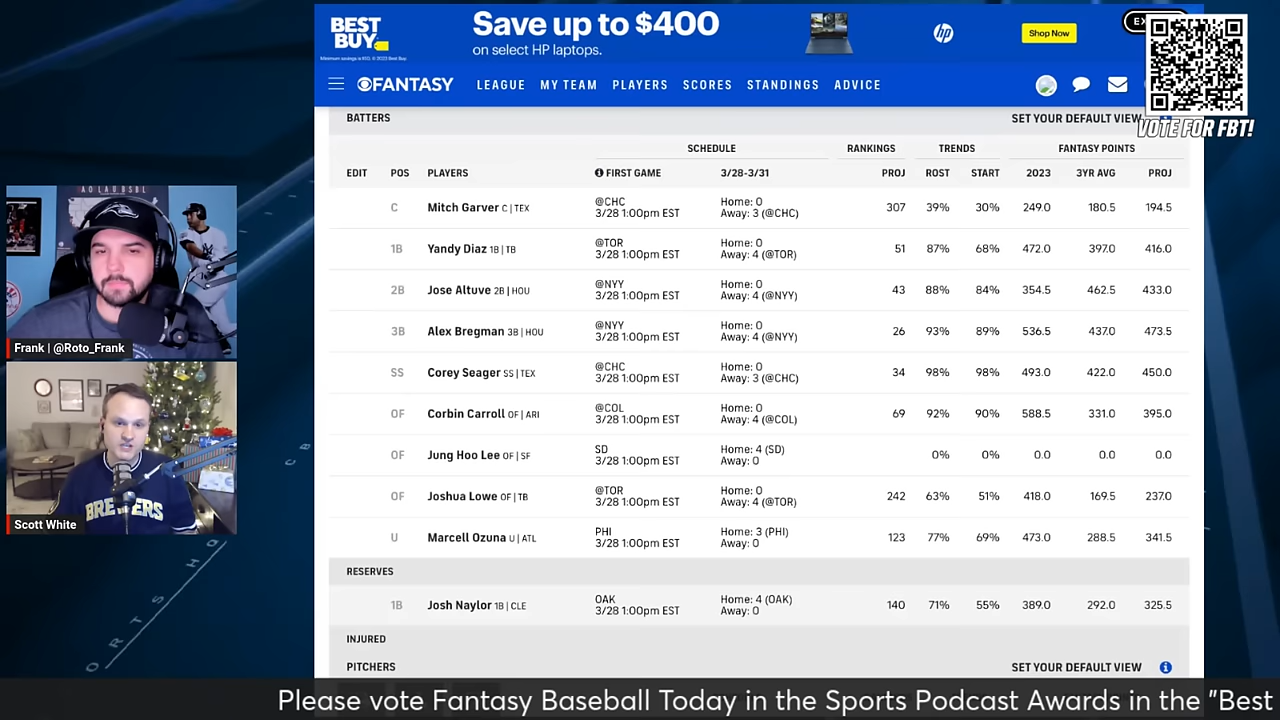 BEST BUY
Minimum savings is $50. © 2023 Best Buy.
Save up to $400
on select HP laptops.
hp
Shop Now
VOTE FOR FBT!
FANTASY
LEAGUE MY TEAM PLAYERS SCORES STANDINGS ADVICE
BATTERS SET YOUR DEFAULT VIEW
SCHEDULE RANKINGS TRENDS FANTASY POINTS
EDIT POS PLAYERS FIRST GAME 3/28-3/31 PROJ ROST START 2023 3YR AVG PROJ
C Mitch Garver C | TEX @CHC 3/28 1:00pm EST Home: 0 Away: 3 (@CHC) 307 39% 30% 249.0 180.5 194.5
1B Yandy Diaz 1B | TB @TOR 3/28 1:00pm EST Home: 0 Away: 4 (@TOR) 51 87% 68% 472.0 397.0 416.0
2B Jose Altuve 2B | HOU @NYY 3/28 1:00pm EST Home: 0 Away: 4 (@NYY) 43 88% 84% 354.5 462.5 433.0
3B Alex Bregman 3B | HOU @NYY 3/28 1:00pm EST Home: 0 Away: 4 (@NYY) 26 93% 89% 536.5 437.0 473.5
SS Corey Seager SS | TEX @CHC 3/28 1:00pm EST Home: 0 Away: 3 (@CHC) 34 98% 98% 493.0 422.0 450.0
OF Corbin Carroll OF | ARI @COL 3/28 1:00pm EST Home: 0 Away: 4 (@COL) 69 92% 90% 588.5 331.0 395.0
OF Jung Hoo Lee OF | SF SD 3/28 1:00pm EST Home: 4 (SD) Away: 0 0% 0% 0.0 0.0 0.0
OF Joshua Lowe OF | TB @TOR 3/28 1:00pm EST Home: 0 Away: 4 (@TOR) 242 63% 51% 418.0 169.5 237.0
U Marcell Ozuna U | ATL PHI 3/28 1:00pm EST Home: 3 (PHI) Away: 0 123 77% 69% 473.0 288.5 341.5
RESERVES
1B Josh Naylor 1B | CLE OAK 3/28 1:00pm EST Home: 4 (OAK) Away: 0 140 71% 55% 389.0 292.0 325.5
INJURED
PITCHERS SET YOUR DEFAULT VIEW
Frank | @Roto_Frank
BREWERS
Scott White
Please vote Fantasy Baseball Today in the Sports Podcast Awards in the "Best